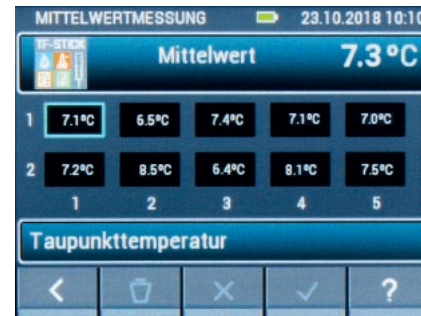 MITTELWERTMESSUNG 23.10.2018 10:10
TF-STICK Mittelwert 7.3 °C
1 7.1°C 6.5°C 7.4°C 7.1°C 7.0°C
2 7.2°C 8.5°C 6.4°C 8.1°C 7.5°C
1 2 3 4 5
Taupunkttemperatur
?